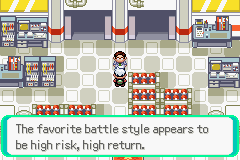 The favorite battle style appears to
be high risk, high return.